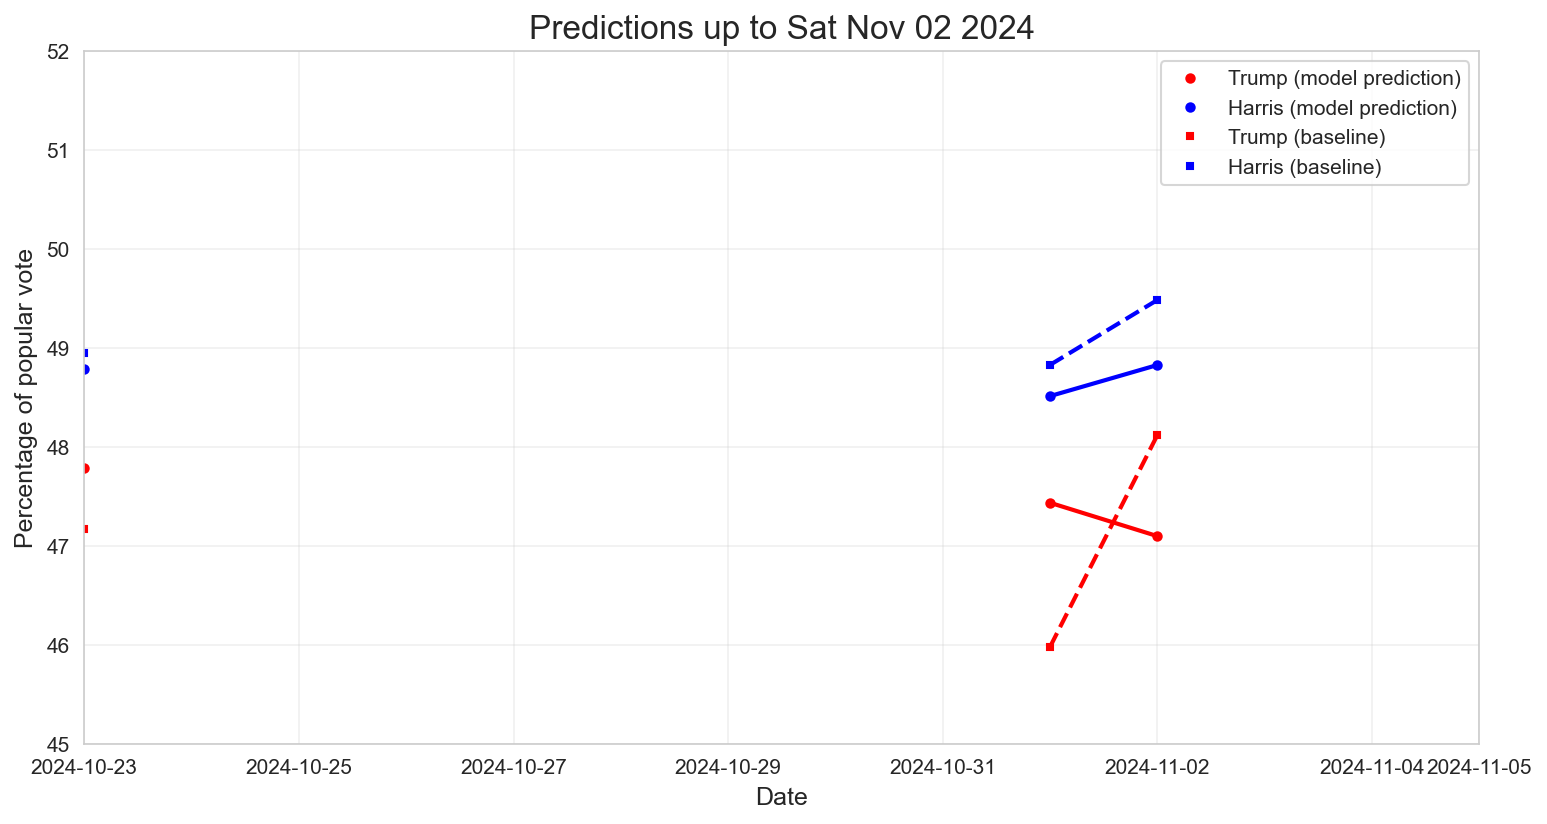 Predictions up to Sat Nov 02 2024
52
51
50
49
48
47
46
45
Percentage of popular vote
Trump (model prediction)
Harris (model prediction)
Trump (baseline)
Harris (baseline)
2024-10-23
2024-10-25
2024-10-27
2024-10-29
2024-10-31
2024-11-02
2024-11-04
2024-11-05
Date